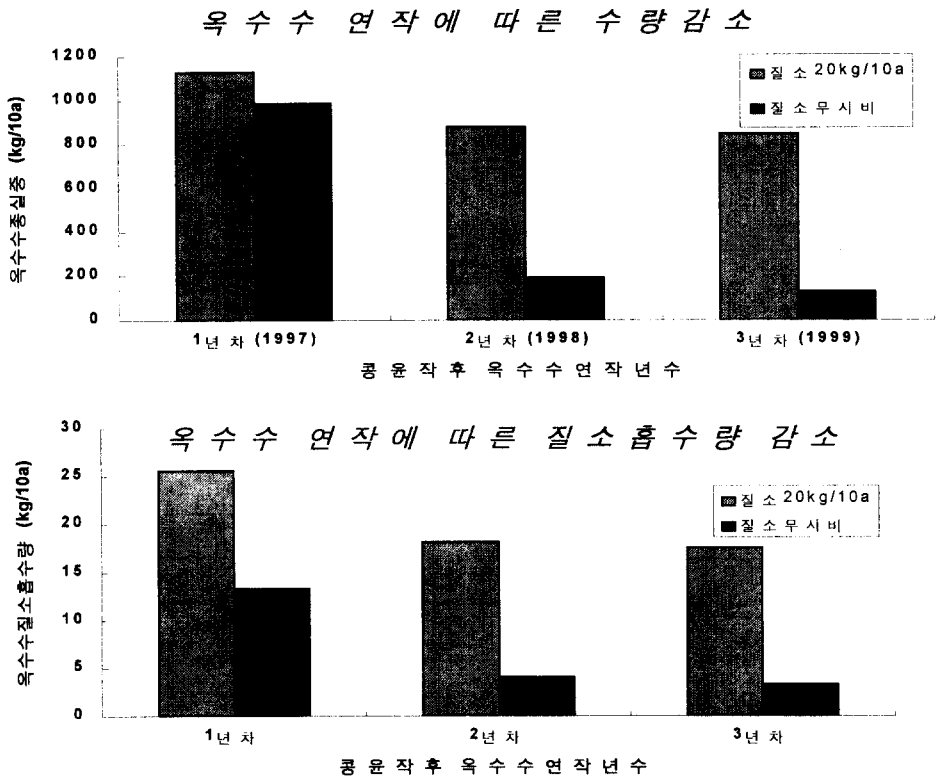 옥수수 연작에 따른 수량감소
옥수수종실중 (kg/10a)
1200
1000
800
600
400
200
0
질소 20kg/10a
질소무시비
1년차 (1997)
2년차 (1998)
3년차 (1999)
콩윤작후 옥수수연작년수
옥수수 연작에 따른 질소흡수량 감소
옥수수질소흡수량 (kg/10a)
30
25
20
15
10
5
0
질소20kg/10a
질소무시비
1년차
2년차
3년차
콩윤작후 옥수수연작년수